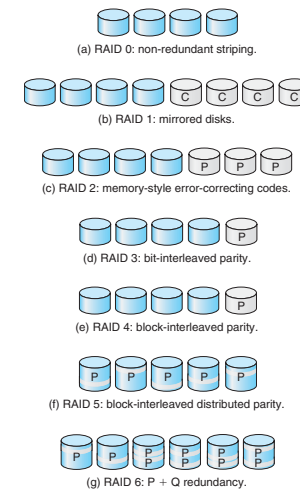 (a) RAID 0: non-redundant striping.
C C C C
(b) RAID 1: mirrored disks.
P P P
(c) RAID 2: memory-style error-correcting codes.
P
(d) RAID 3: bit-interleaved parity.
P
(e) RAID 4: block-interleaved parity.
P P P P P
(f) RAID 5: block-interleaved distributed parity.
P P P P P P
P P P P
(g) RAID 6: P + Q redundancy.